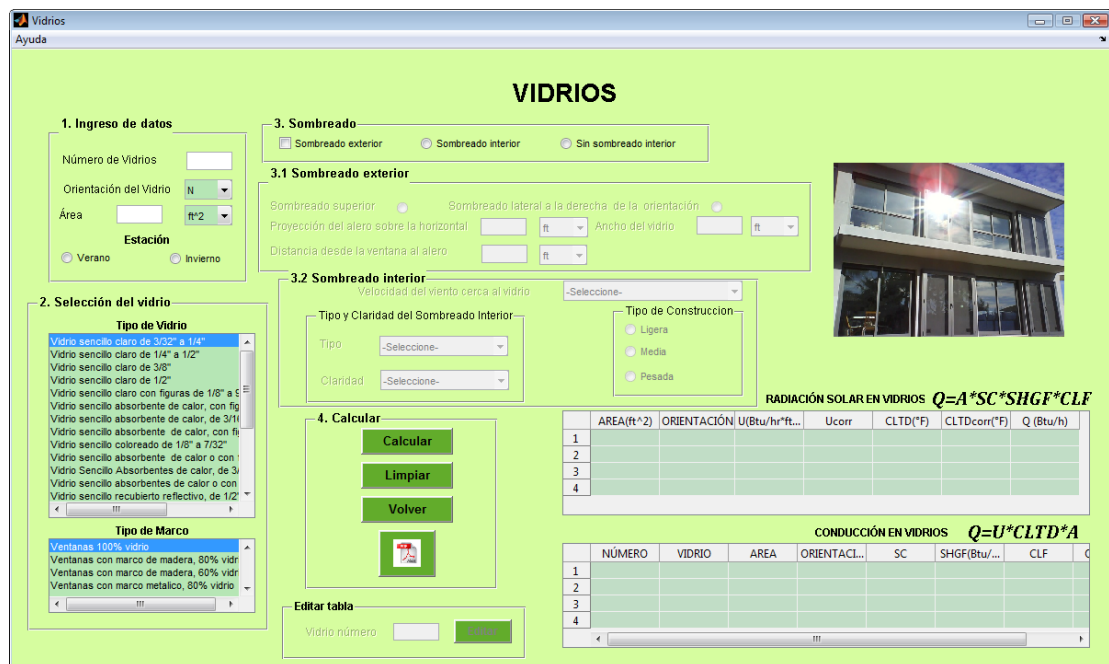 Vidrios
Ayuda
VIDRIOS
1. Ingreso de datos
Número de Vidrios
Orientación del Vidrio
N
Área
ft^2
Estación
Verano
Invierno
2. Selección del vidrio
Tipo de Vidrio
Vidrio sencillo claro de 3/32" a 1/4"
Vidrio sencillo claro de 1/4" a 1/2"
Vidrio sencillo claro de 3/8"
Vidrio sencillo claro de 1/2"
Vidrio sencillo claro con figuras de 1/8" a 9
Vidrio sencillo absorbente de calor, con fig
Vidrio sencillo absorbente de calor, de 3/1
Vidrio sencillo absorbente de calor, con fi
Vidrio sencillo coloreado de 1/8" a 7/32"
Vidrio sencillo absorbente de calor o con
Vidrio Sencillo Absorbentes de calor, de 3/
Vidrio sencillo absorbentes de calor o con
Vidrio sencillo recubierto reflectivo, de 1/2"
Tipo de Marco
Ventanas 100% vidrio
Ventanas con marco de madera, 80% vidr
Ventanas con marco de madera, 60% vidr
Ventanas con marco metalico, 80% vidrio
3. Sombreado
Sombreado exterior
Sombreado interior
Sin sombreado interior
3.1 Sombreado exterior
Sombreado superior
Sombreado lateral a la derecha de la orientación
Proyección del alero sobre la horizontal
ft
Ancho del vidrio
ft
Distancia desde la ventana al alero
ft
3.2 Sombreado interior
Velocidad del viento cerca al vidrio
-Seleccione-
Tipo y Claridad del Sombreado Interior
Tipo
-Seleccione-
Claridad
-Seleccione-
Tipo de Construccion
Ligera
Media
Pesada
4. Calcular
Calcular
Limpiar
Volver
Editar tabla
Vidrio número
RADIACIÓN SOLAR EN VIDRIOS Q=A*SC*SHGF*CLF
AREA(ft^2) ORIENTACIÓN U(Btu/hr*ft... Ucorr CLTD(°F) CLTDcorr(°F) Q (Btu/h)
1
2
3
4
CONDUCCIÓN EN VIDRIOS Q=U*CLTD*A
NÚMERO VIDRIO AREA ORIENTACI... SC SHGF(Btu/... CLF
1
2
3
4